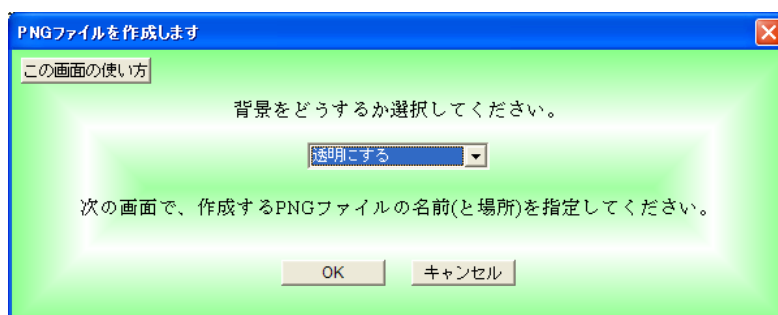 PNGファイルを作成します
この画面の使い方
背景をどうするか選択してください。
透明にする
次の画面で、作成するPNGファイルの名前(と場所)を指定してください。
OK キャンセル